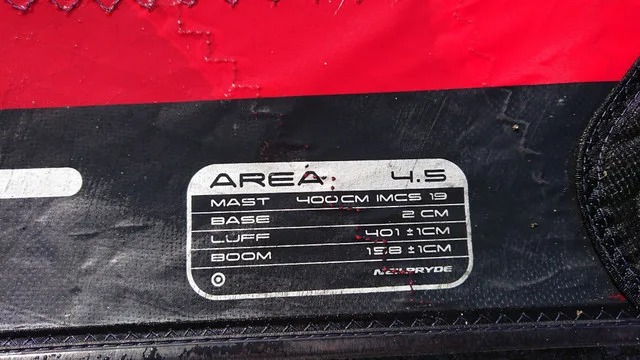 AREA 4.5
MAST 400CM IMCS 19
BASE 2 CM
LUFF 401 ±1CM
BOOM 158 ±1CM
NEILPRYDE